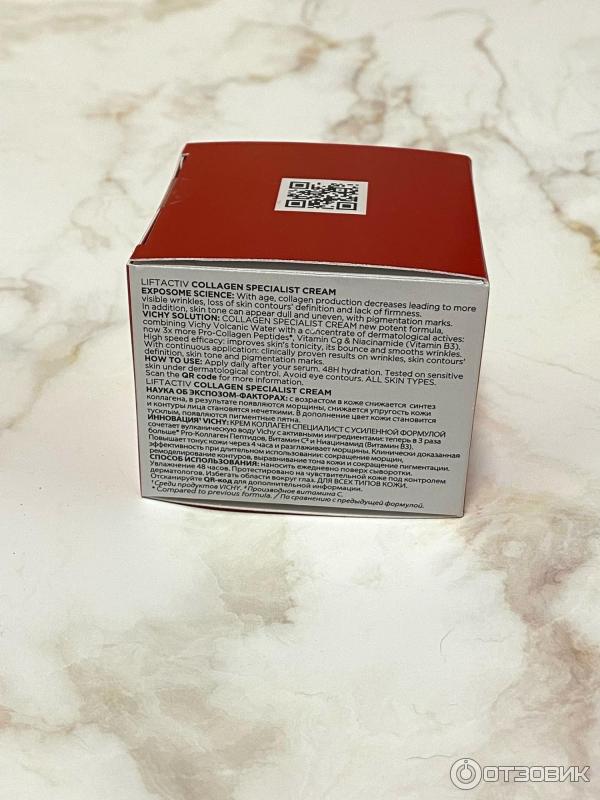 LIFTACTIV COLLAGEN SPECIALIST CREAM
EXPOSOME SCIENCE: With age, collagen production decreases leading to more
visible wrinkles, loss of skin contours' definition and lack of firmness.
In addition, skin tone can appear dull and uneven, with pigmentation marks.
VICHY SOLUTION: COLLAGEN SPECIALIST CREAM new potent formula,
combining Vichy Volcanic Water with a concentrate of dermatological actives:
now 3x more Pro-Collagen Peptides*, Vitamin Cg & Niacinamide (Vitamin B3).
High speed efficacy: improves skin's tonicity, its bounce and smooths wrinkles.
With continuous application: clinically proven results on wrinkles, skin contours'
definition, skin tone and pigmentation marks.
HOW TO USE: Apply daily after your serum. 48H hydration. Tested on sensitive
skin under dermatological control. Avoid eye contours. ALL SKIN TYPES.
Scan the QR code for more information.
LIFTACTIV COLLAGEN SPECIALIST CREAM
НАУКА ОБ ЭКСПОЗОМ-ФАКТОРАХ: с возрастом в коже снижается синтез
коллагена, в результате появляются морщины, снижается упругость кожи
и контуры лица становятся нечеткими. В дополнение цвет кожи становится
тусклым, появляются пигментные пятна.
ИННОВАЦИЯ¹ VICHY: КРЕМ КОЛЛАГЕН СПЕЦИАЛИСТ С УСИЛЕННОЙ ФОРМУЛОЙ
сочетает вулканическую воду Vichy с активными ингредиентами: теперь в 3 раза
больше* Pro-Коллаген Пептидов, Витамин С² и Ниацинамид (Витамин B3).
Повышает тонус кожи через 4 часа и разглаживает морщины. Клинически доказанная
эффективность при длительном использовании: сокращение морщин,
ремоделирование контуров, выравнивание тона кожи и сокращение пигментации.
СПОСОБ ИСПОЛЬЗОВАНИЯ: наносить ежедневно поверх сыворотки.
Увлажнение 48 часов. Протестировано на чувствительной коже под контролем
дерматологов. Избегать области вокруг глаз. ДЛЯ ВСЕХ ТИПОВ КОЖИ.
Отсканируйте QR-код для дополнительной информации.
¹Среди продуктов VICHY. ²Производное витамина С.
* Compared to previous formula. / По сравнению с предыдущей формулой.
ОТЗОВИК